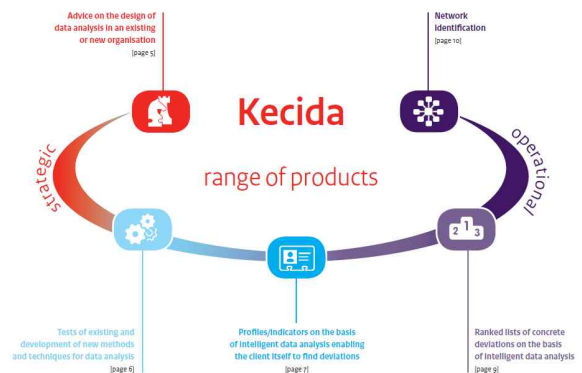 Advice on the design of
data analysis in an existing
or new organisation
[page 5]
Network
identification
[page 10]
Kecida
range of products
strategic
operational
1
2 3
Tests of existing and
development of new methods
and techniques for data analysis
[page 6]
Profiles/indicators on the basis
of intelligent data analysis enabling
the client itself to find deviations
[page 7]
Ranked lists of concrete
deviations on the basis
of intelligent data analysis
[page 9]